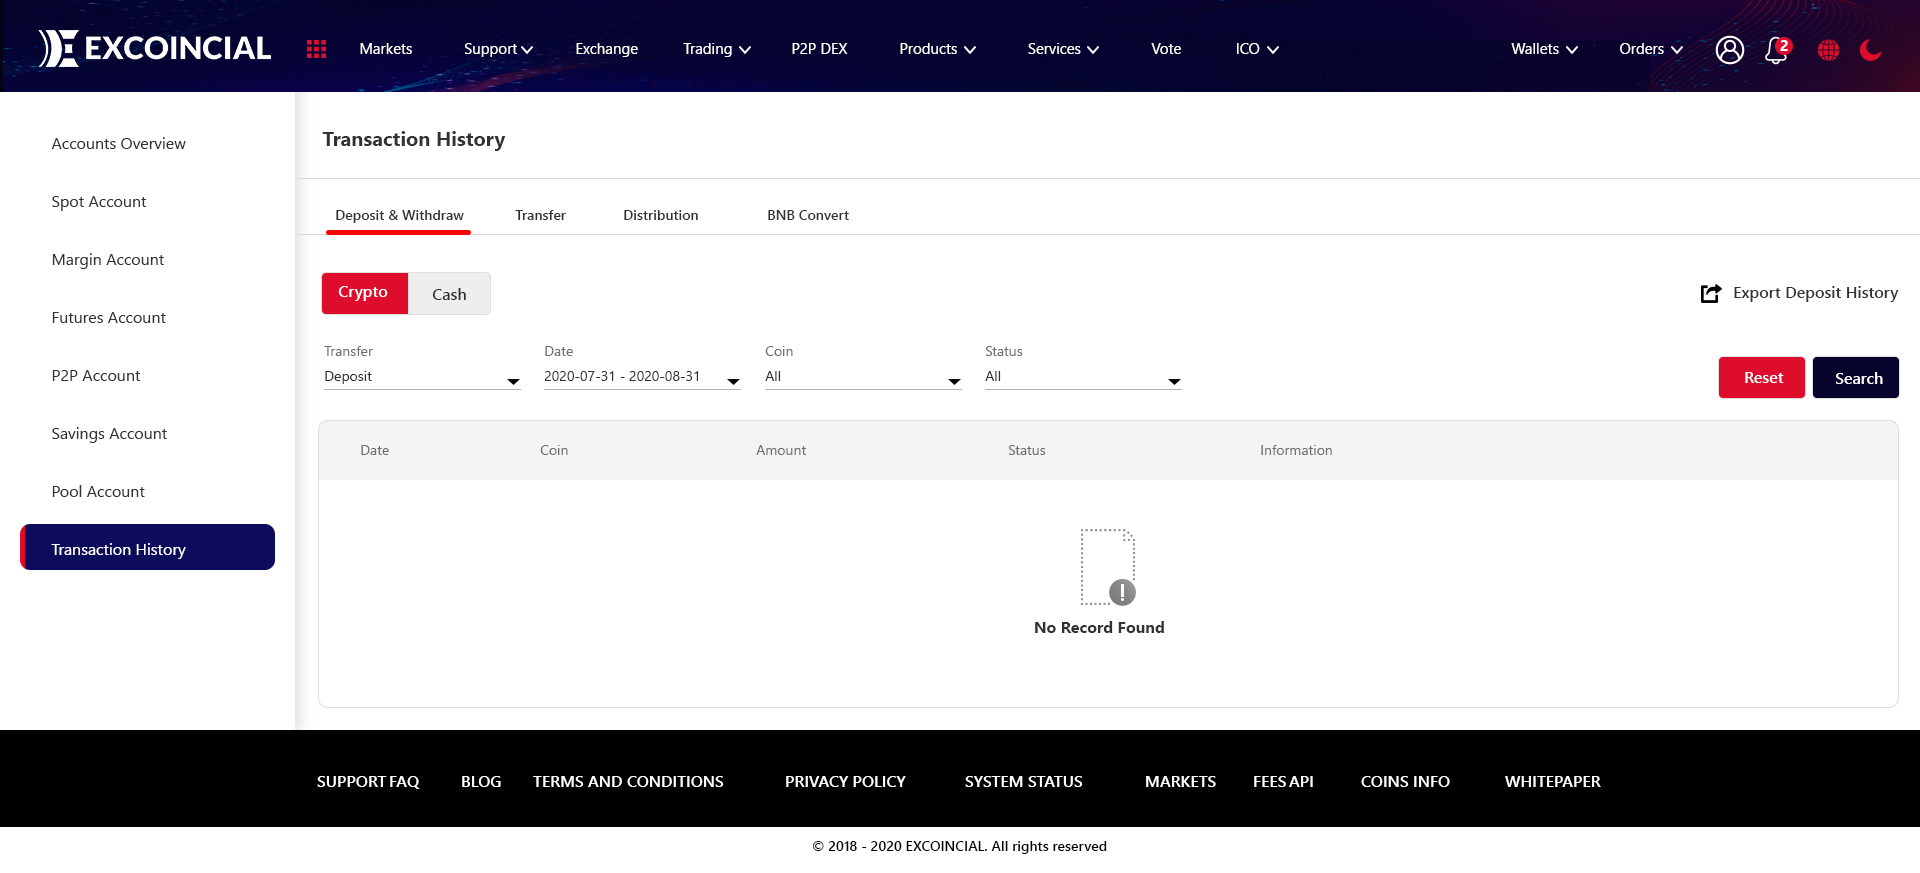 EXCOINCIAL Markets Support Exchange Trading P2P DEX Products Services Vote ICO Wallets Orders 2
Accounts Overview
Spot Account
Margin Account
Futures Account
P2P Account
Savings Account
Pool Account
Transaction History
Transaction History
Deposit & Withdraw Transfer Distribution BNB Convert
Crypto Cash Export Deposit History
Transfer Date Coin Status
Deposit 2020-07-31 - 2020-08-31 All All Reset Search
Date Coin Amount Status Information
No Record Found
SUPPORT FAQ BLOG TERMS AND CONDITIONS PRIVACY POLICY SYSTEM STATUS MARKETS FEES API COINS INFO WHITEPAPER
© 2018 - 2020 EXCOINCIAL. All rights reserved